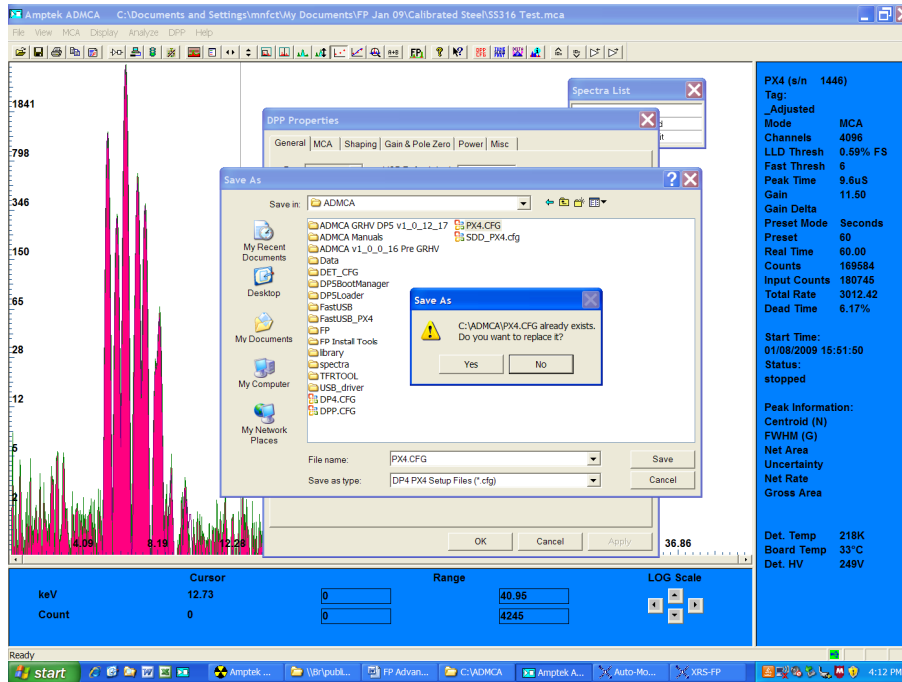 Amptek ADMCA C:\Documents and Settings\mnfct\My Documents\FP Jan 09\Calibrated Steel\SS316 Test.mca
File View MCA Display Analyze DPP Help
1841
798
346
150
65
28
12
5
2
4.09
8.19
12.28
36.86
Spectra List
DPP Properties
General
MCA
Shaping
Gain & Pole Zero
Power
Misc
Save As
Save in:
ADMCA
My Recent Documents
Desktop
My Documents
My Computer
My Network Places
ADMCA GRHV DP5 v1_0_12_17
ADMCA Manuals
ADMCA v1_0_0_16 Pre GRHV
Data
DET_CFG
DP5BootManager
DP5Loader
FastUSB
FastUSB_PX4
FP
FP Install Tools
library
spectra
TFRTOOL
USB_driver
DP4.CFG
DPP.CFG
PX4.CFG
SDD_PX4.cfg
Save As
C:\ADMCA\PX4.CFG already exists.
Do you want to replace it?
Yes
No
File name:
PX4.CFG
Save
Save as type:
DP4 PX4 Setup Files (*.cfg)
Cancel
OK
Cancel
Apply
PX4 (s/n 1446)
Tag:
_Adjusted
Mode MCA
Channels 4096
LLD Thresh 0.59% FS
Fast Thresh 6
Peak Time 9.6uS
Gain 11.50
Gain Delta
Preset Mode Seconds
Preset 60
Real Time 60.00
Counts 169584
Input Counts 180745
Total Rate 3012.42
Dead Time 6.17%
Start Time:
01/08/2009 15:51:50
Status:
stopped
Peak Information:
Centroid (N)
FWHM (G)
Net Area
Uncertainty
Net Rate
Gross Area
Det. Temp 218K
Board Temp 33°C
Det. HV 249V
Cursor
Range
LOG Scale
keV 12.73 0 40.95
Count 0 0 4245
Ready
start
Amptek ...
\\Br\publ...
FP Advan...
C:\ADMCA
Amptek A...
Auto-Mo...
XRS-FP
4:12 PM